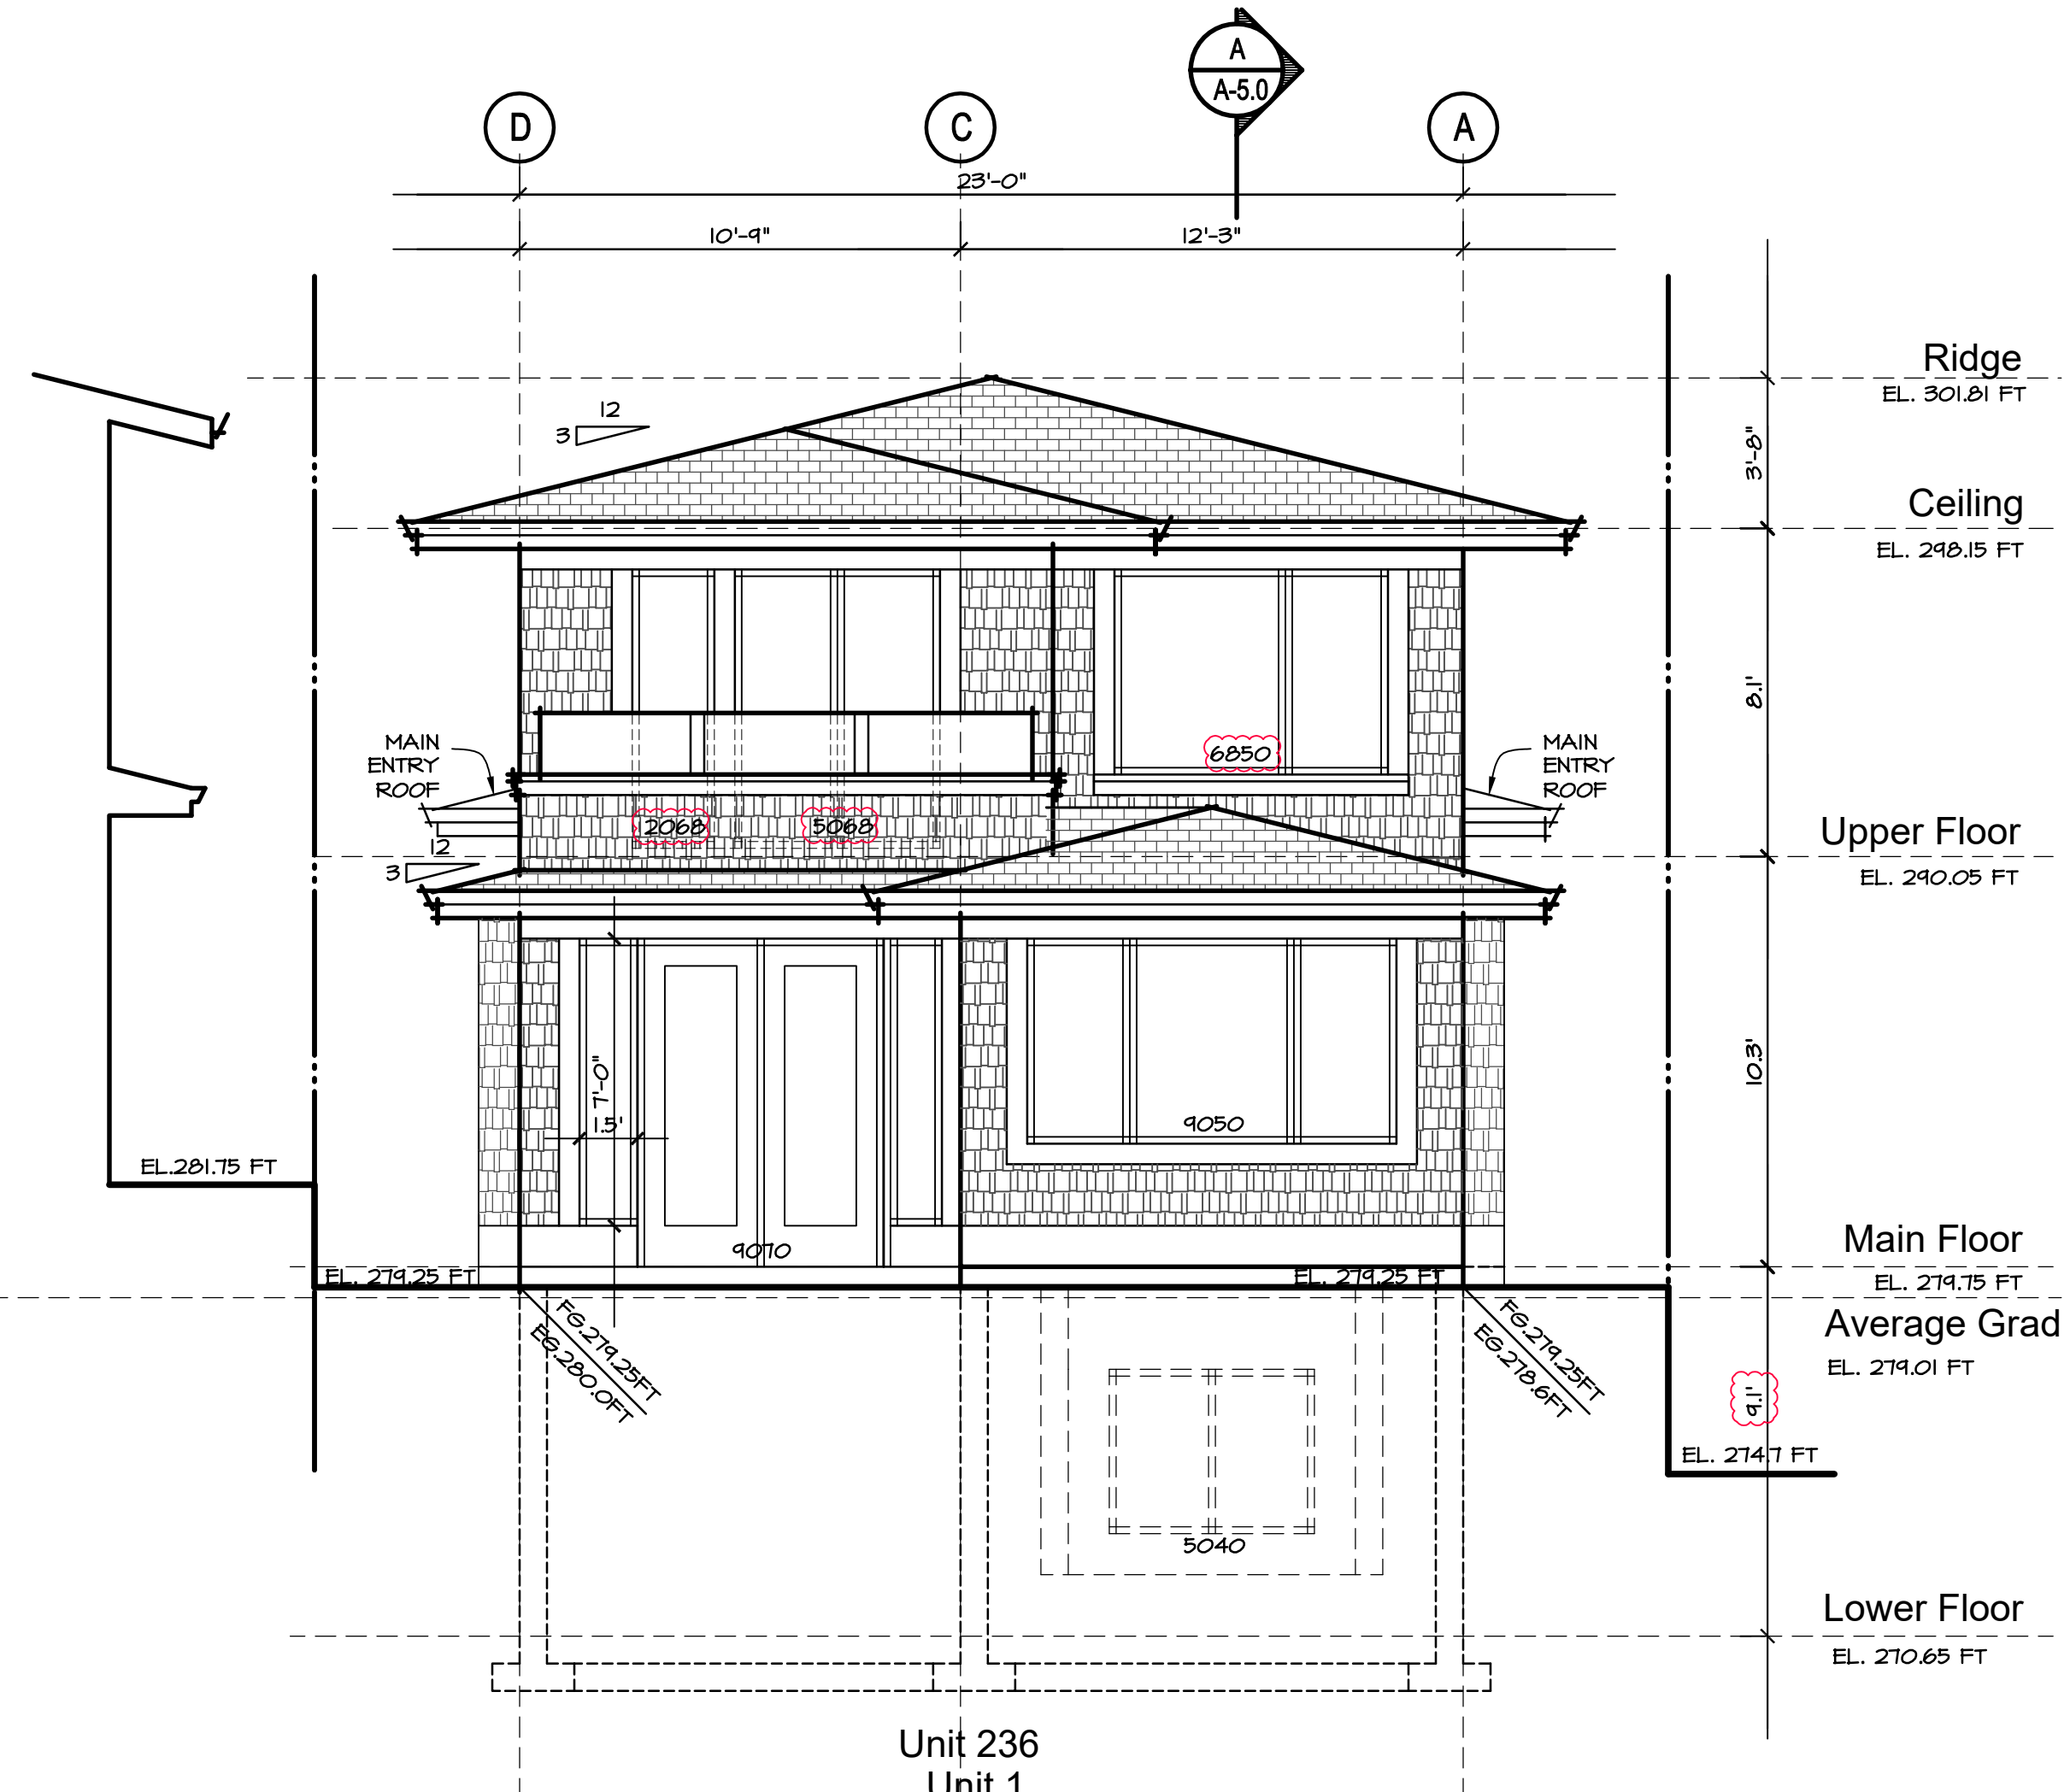 A
A-5.0
D
C
A
23'-0"
10'-9"
12'-3"
Ridge
EL. 301.81 FT
12
3
3'-8"
Ceiling
EL. 298.15 FT
8.1'
MAIN
ENTRY
ROOF
6850
MAIN
ENTRY
ROOF
2068
5068
Upper Floor
EL. 290.05 FT
12
3
10.3'
7'-0"
1.5'
9050
EL.281.75 FT
9070
Main Floor
EL. 279.75 FT
EL. 279.25 FT
EL. 279.25 FT
FG.279.25FT
EG.280.0FT
FG.279.25FT
EG.278.6FT
Average Grad
EL. 279.01 FT
9.1'
EL. 274.7 FT
5040
Lower Floor
EL. 270.65 FT
Unit 236
Unit 1